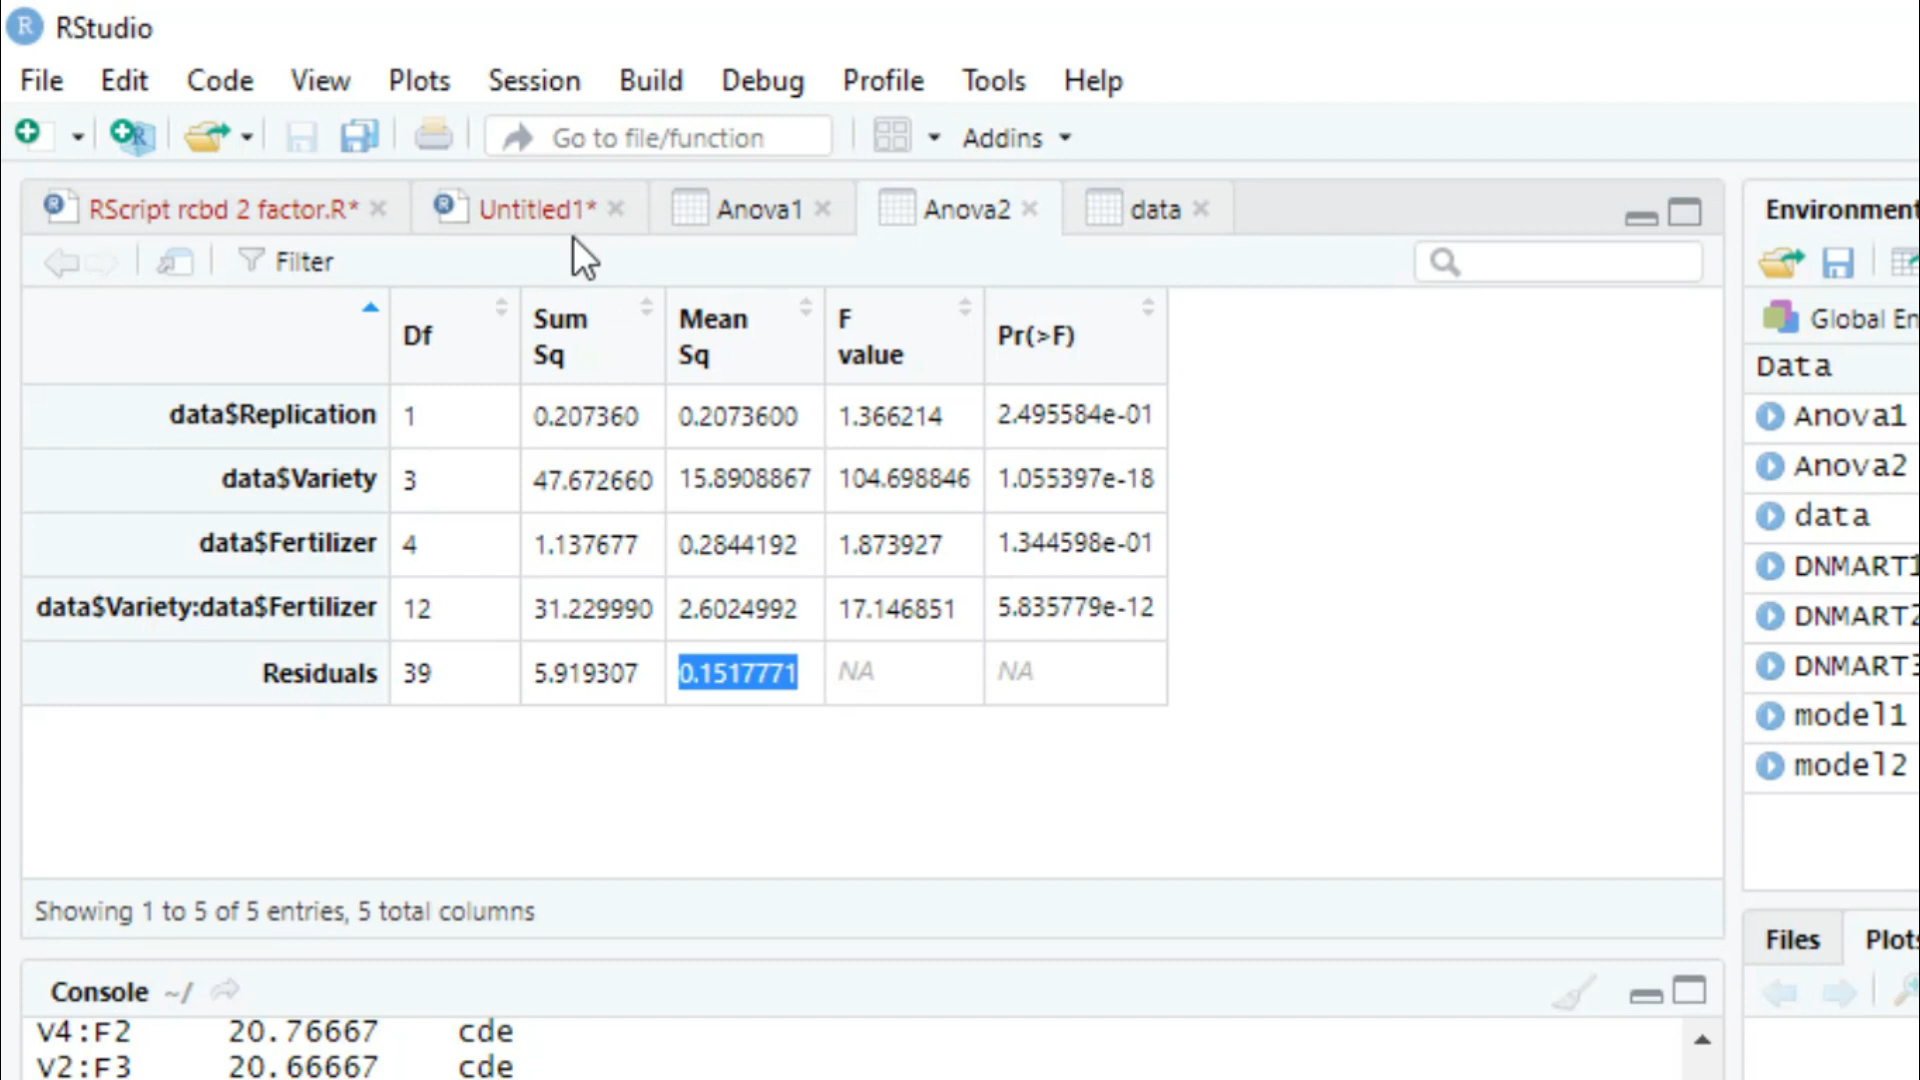 RStudio
File Edit Code View Plots Session Build Debug Profile Tools Help
Go to file/function Addins
RScript rcbd 2 factor.R* Untitled1* Anova1 Anova2 data
Filter
Df Sum Sq Mean Sq F value Pr(>F)
data$Replication 1 0.207360 0.2073600 1.366214 2.495584e-01
data$Variety 3 47.672660 15.8908867 104.698846 1.055397e-18
data$Fertilizer 4 1.137677 0.2844192 1.873927 1.344598e-01
data$Variety:data$Fertilizer 12 31.229990 2.6024992 17.146851 5.835779e-12
Residuals 39 5.919307 0.1517771 NA NA
Showing 1 to 5 of 5 entries, 5 total columns
Console ~/
V4:F2 20.76667 cde
V2:F3 20.66667 cde
Environment
Global En
Data
Anova1
Anova2
data
DNMART1
DNMART2
DNMART3
model1
model2
Files Plots